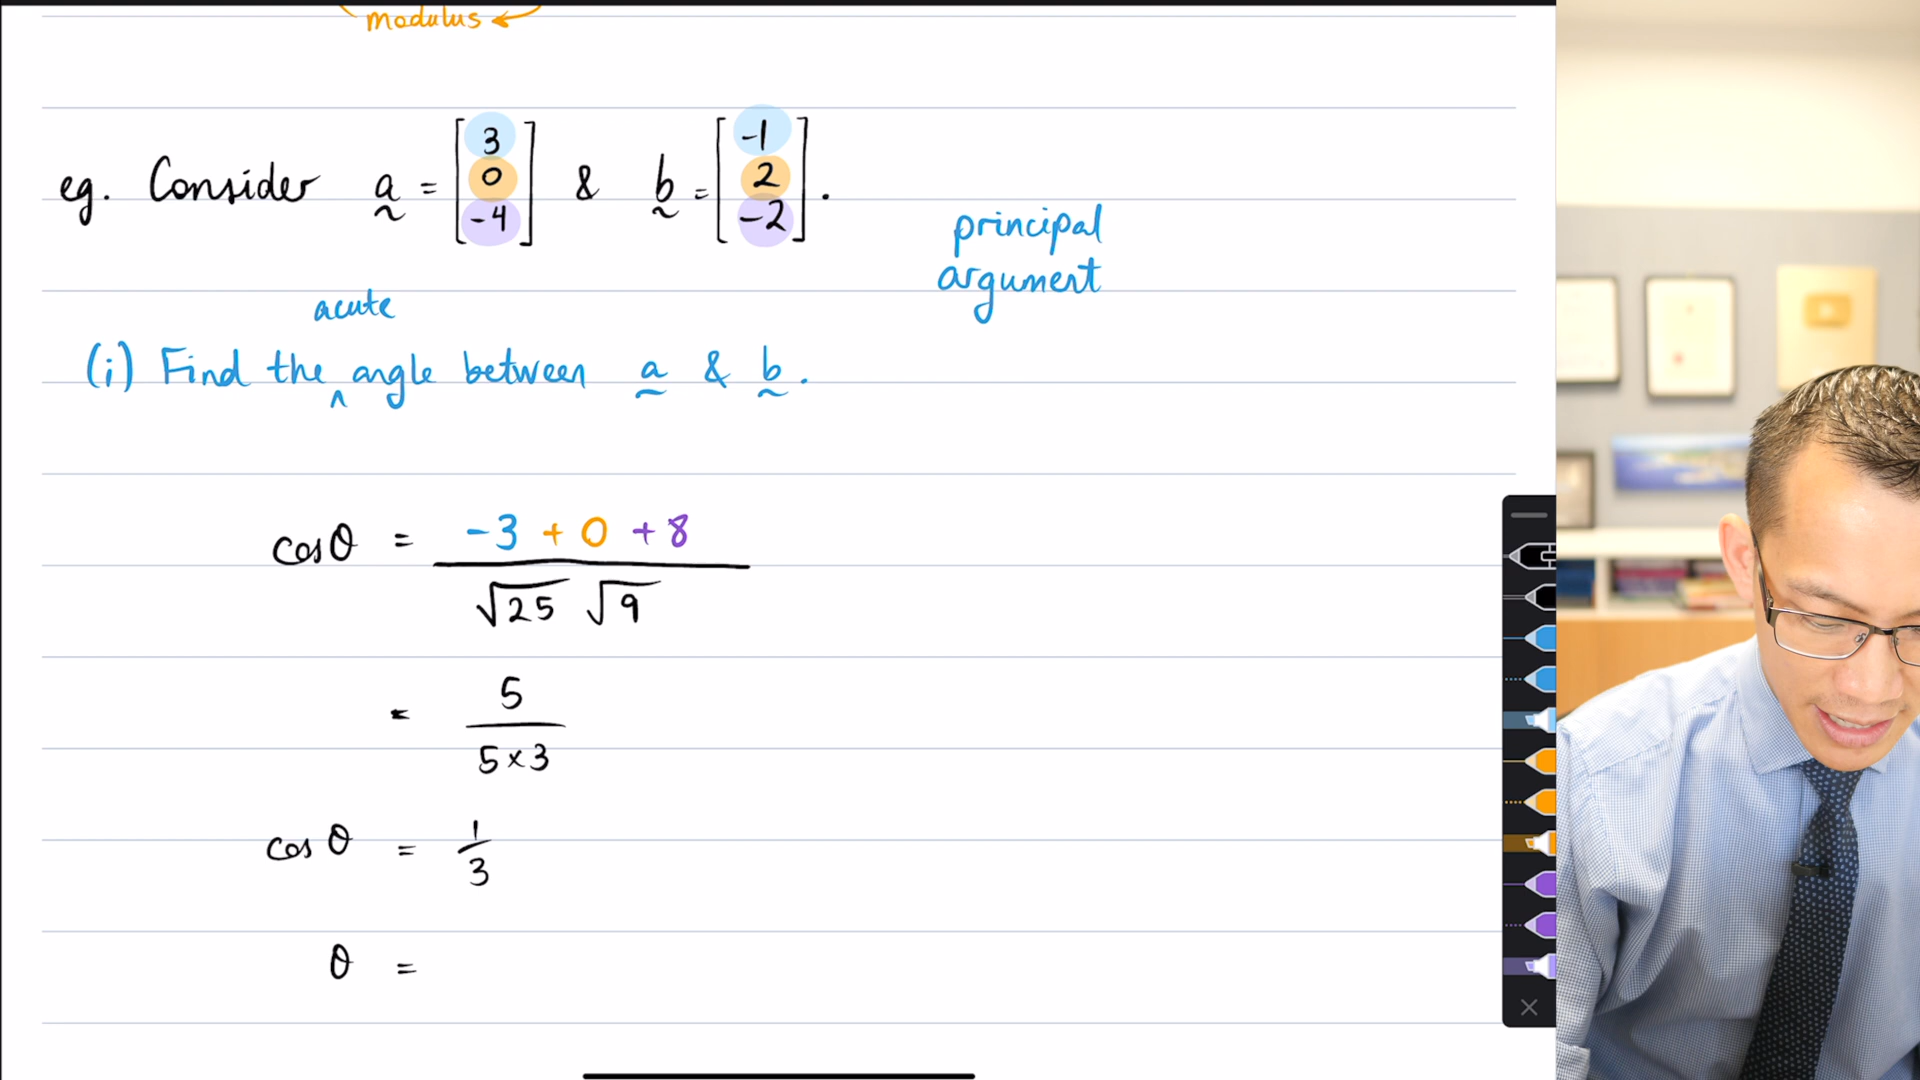 modulus
eg. Consider a = [3 0 -4] & b = [-1 2 -2].
principal
argument
acute
(i) Find the ^ angle between a & b.
cosθ = -3 + 0 + 8
√25 √9
= 5
5×3
cos θ = 1/3
θ =